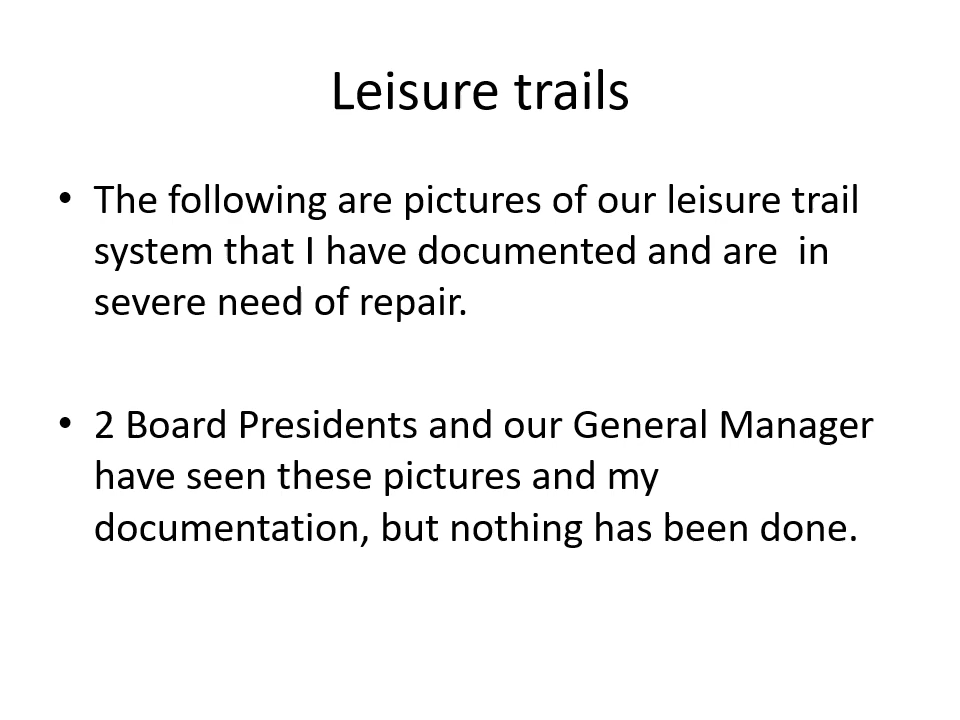 Leisure trails
• The following are pictures of our leisure trail
system that I have documented and are  in
severe need of repair.
• 2 Board Presidents and our General Manager
have seen these pictures and my
documentation, but nothing has been done.